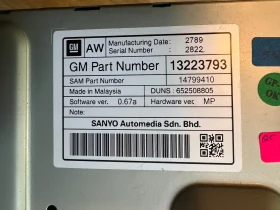 GM AW Manufacturing Date: 2789
Serial Number : 2822
GM Part Number 13223793
SAM Part Number 14799410
Made in Malaysia DUNS : 652508805
Software ver. 0.67a Hardware ver. MP
Note:
SANYO Automedia Sdn. Bhd.
OK